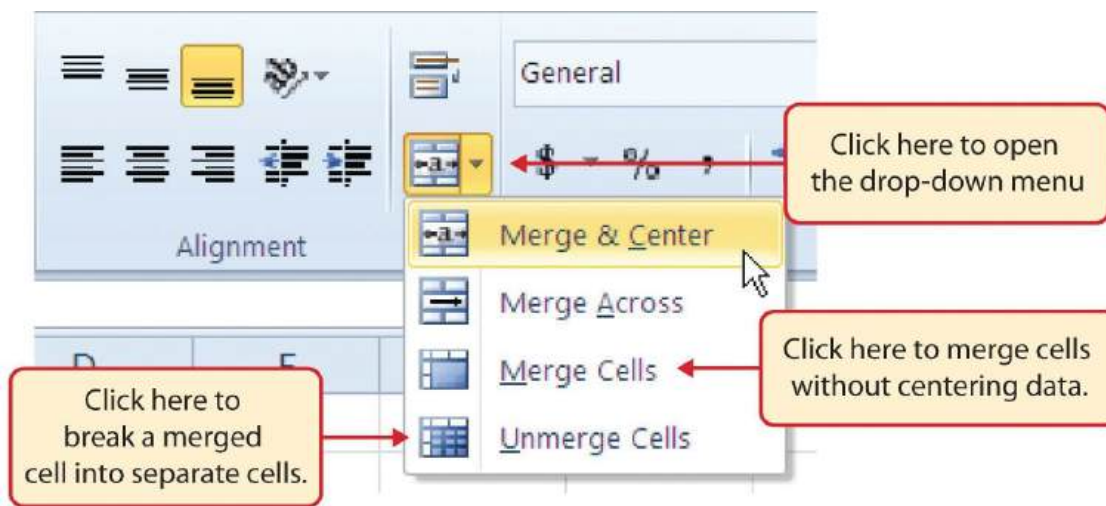 General
$ % ,
Click here to open
the drop-down menu
Alignment
Merge & Center
Merge Across
Merge Cells
Unmerge Cells
Click here to merge cells
without centering data.
Click here to
break a merged
cell into separate cells.